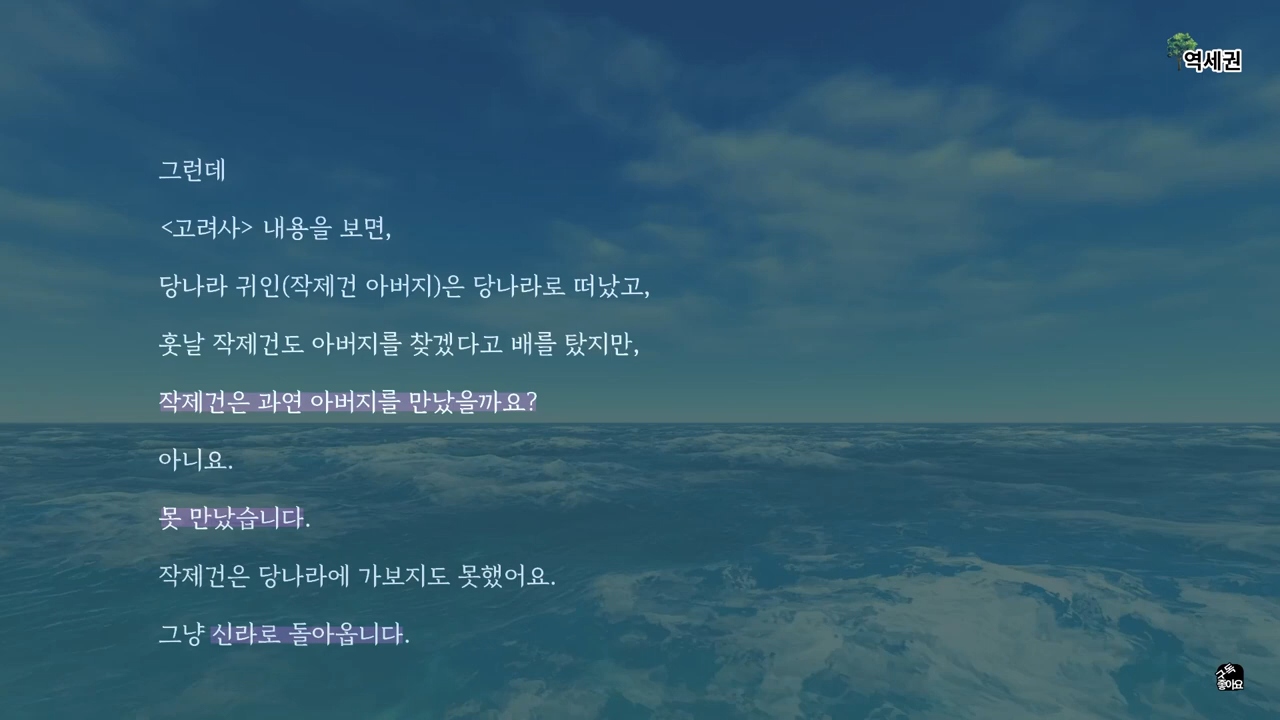 역세권
그런데
<고려사> 내용을 보면,
당나라 귀인(작제건 아버지)은 당나라로 떠났고,
훗날 작제건도 아버지를 찾겠다고 배를 탔지만,
작제건은 과연 아버지를 만났을까요?
아니요.
못 만났습니다.
작제건은 당나라에 가보지도 못했어요.
그냥 신라로 돌아옵니다.
구독
좋아요